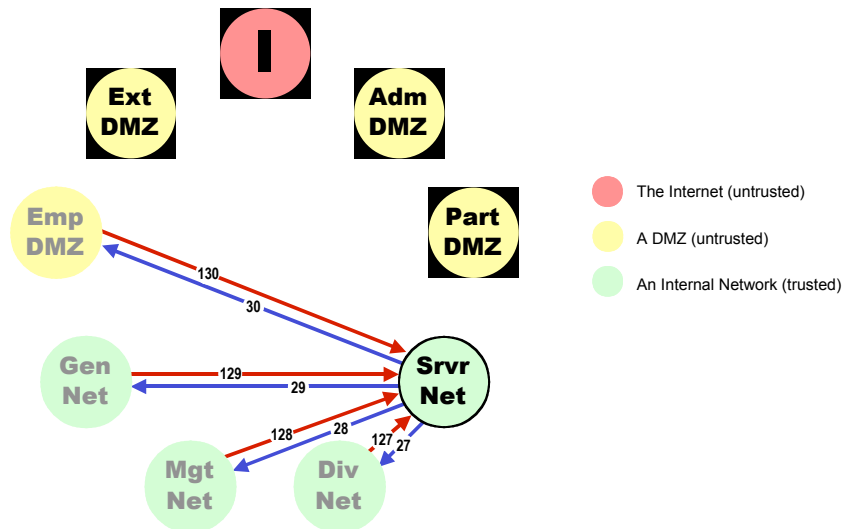 I
Ext
DMZ
Adm
DMZ
Emp
DMZ
Part
DMZ
The Internet (untrusted)
A DMZ (untrusted)
An Internal Network (trusted)
130
30
Gen
Net
129
29
Srvr
Net
128
28
127
27
Mgt
Net
Div
Net